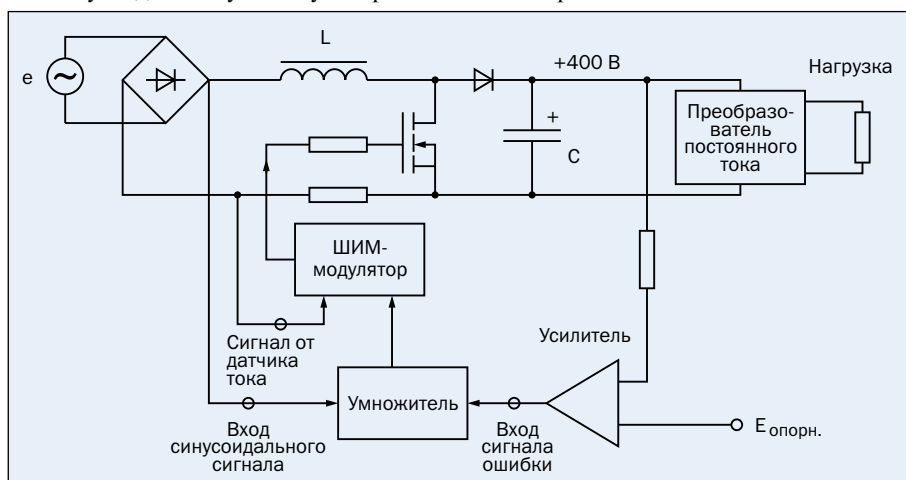 L
+400 В
Нагрузка
e
Преобразо-
ватель
постоянного
тока
+
C
ШИМ-
модулятор
Усилитель
Сигнал от
датчика
тока
Умножитель
Вход
синусоидального
сигнала
Вход
сигнала
ошибки
E опорн.